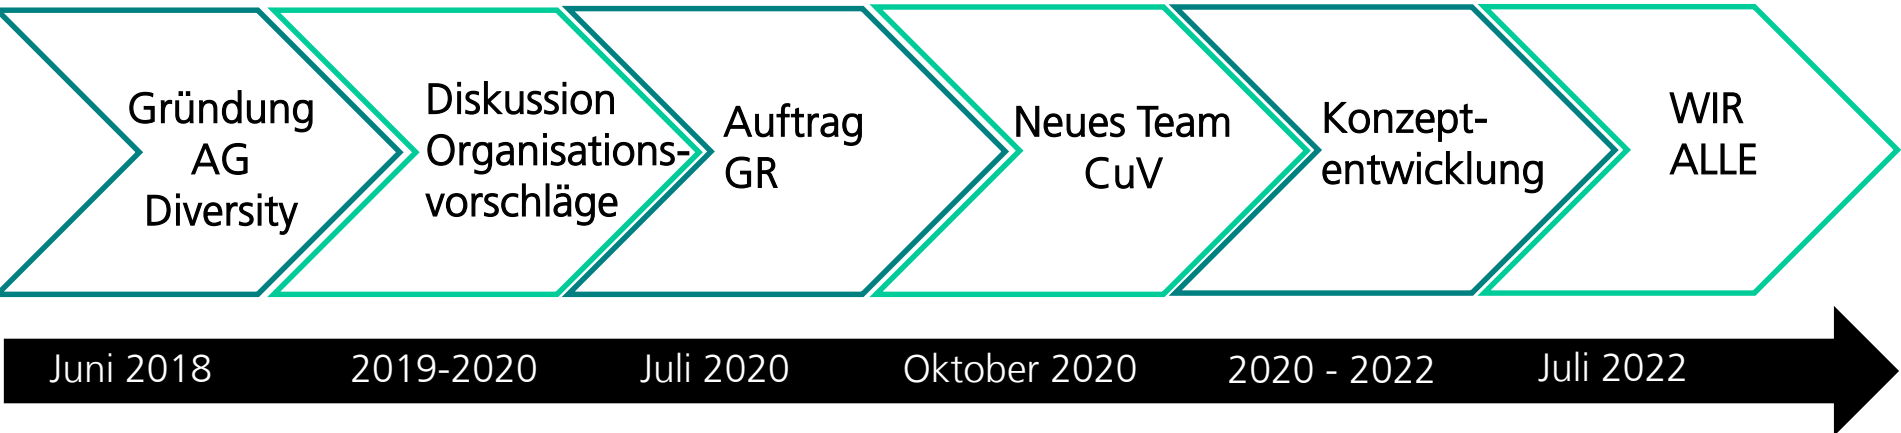 Gründung
AG
Diversity
Diskussion
Organisations-
vorschläge
Auftrag
GR
Neues Team
CuV
Konzept-
entwicklung
WIR
ALLE
Juni 2018
2019-2020
Juli 2020
Oktober 2020
2020 - 2022
Juli 2022